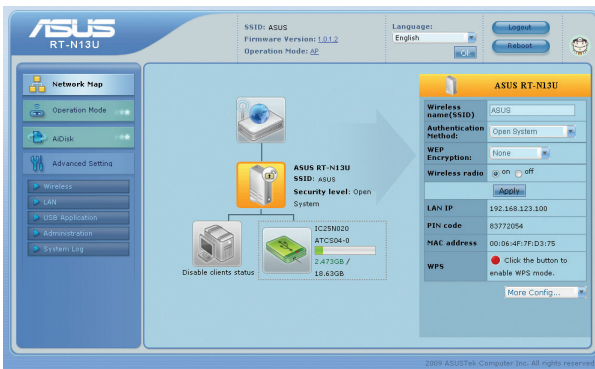 ASUS
RT-N13U
SSID: ASUS
Firmware Version: 1.0.1.2
Operation Mode: AP
Language:
English
Logout
Reboot
Network Map
Operation Mode
AiDisk
Advanced Setting
Wireless
LAN
USB Application
Administration
System Log
ASUS RT-N13U
SSID: ASUS
Security level: Open
System
Disable clients status
IC25N020
ATCS04-0
2.473GB /
18.63GB
ASUS RT-N13U
Wireless
name(SSID)
ASUS
Authentication
Method:
Open System
WEP
Encryption:
None
Wireless radio
on
off
Apply
LAN IP
192.168.123.100
PIN code
83772054
MAC address
00:06:4F:7F:D3:75
WPS
Click the button to
enable WPS mode.
More Config...
2009 ASUSTek Computer Inc. All rights reserved